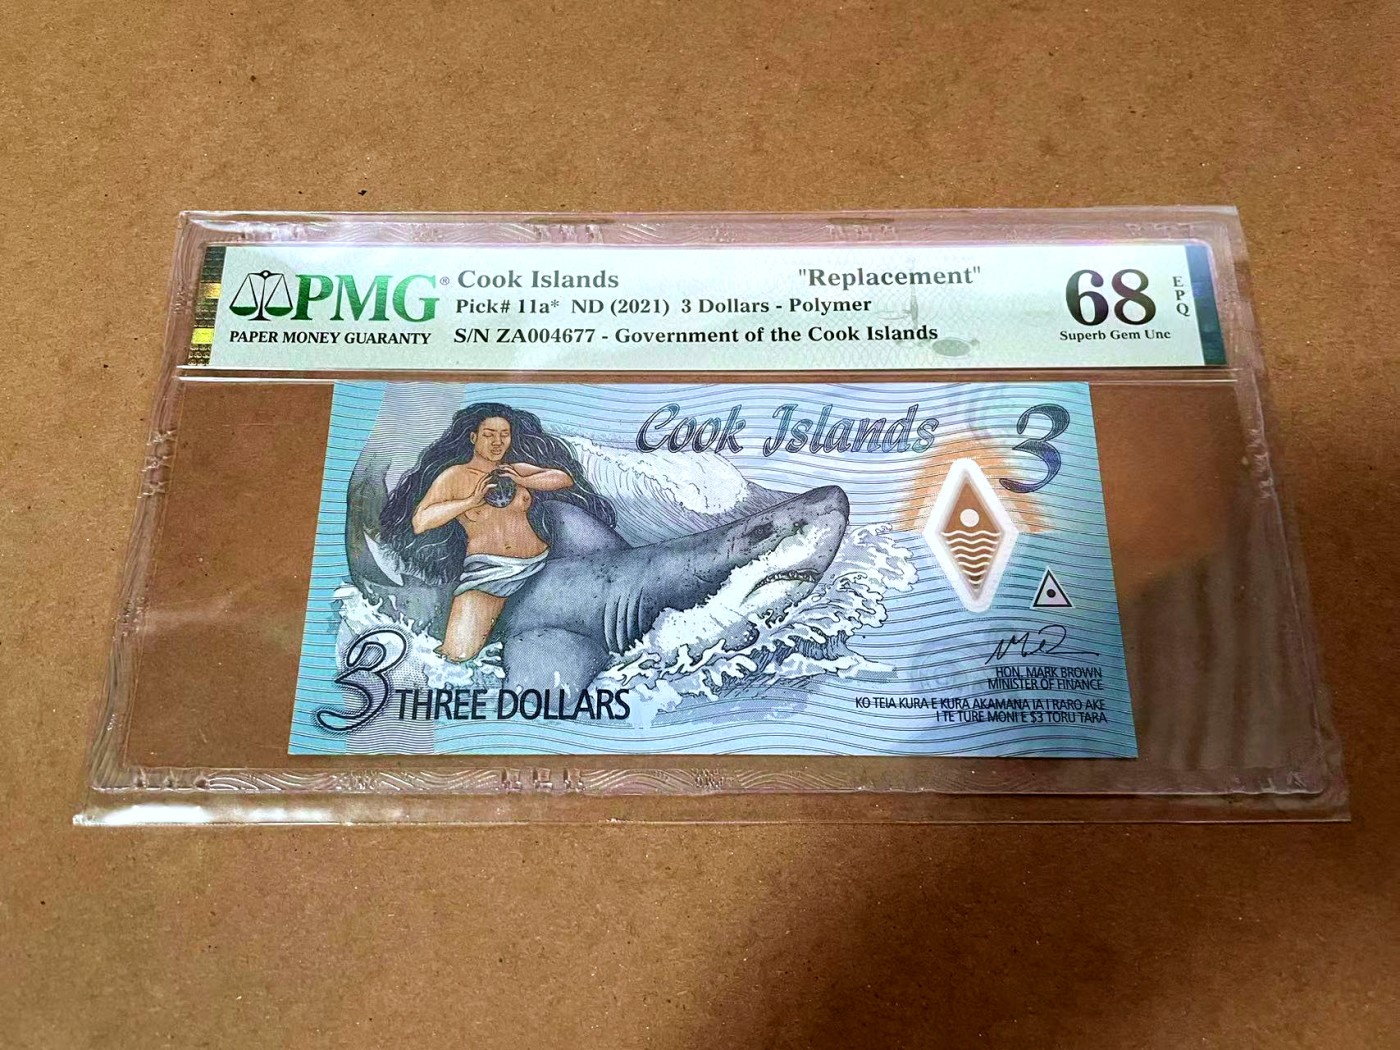 PMG®
PAPER MONEY GUARANTY
Cook Islands "Replacement"
Pick# 11a* ND (2021) 3 Dollars - Polymer
S/N ZA004677 - Government of the Cook Islands
68
EPQ
Superb Gem Unc
Cook Islands
3
HON. MARK BROWN
MINISTER OF FINANCE
KO TEIA KURA E KURA AKAMANA IA I RARO AKE
I TE TURE MONI E $3 TORU TARA
3 THREE DOLLARS